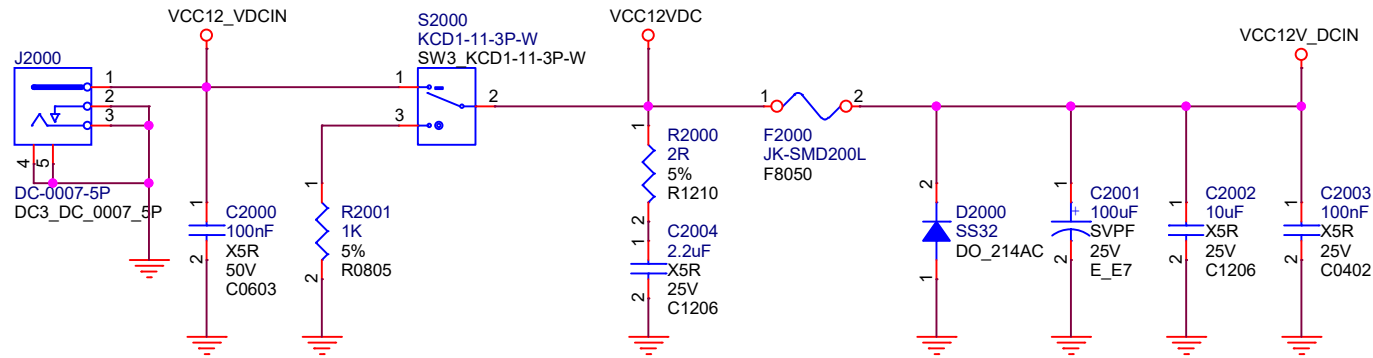 VCC12_VDCIN
S2000
KCD1-11-3P-W
SW3_KCD1-11-3P-W
VCC12VDC
VCC12V_DCIN
J2000
1
2
3
4
5
DC-0007-5P
DC3_DC_0007_5P
1
2
C2000
100nF
X5R
50V
C0603
1
3
2
1
2
R2001
1K
5%
R0805
1
2
R2000
2R
5%
R1210
1
2
C2004
2.2uF
X5R
25V
C1206
1
2
F2000
JK-SMD200L
F8050
2
1
D2000
SS32
DO_214AC
1
2
+
C2001
100uF
SVPF
25V
E_E7
1
2
C2002
10uF
X5R
25V
C1206
1
2
C2003
100nF
X5R
25V
C0402